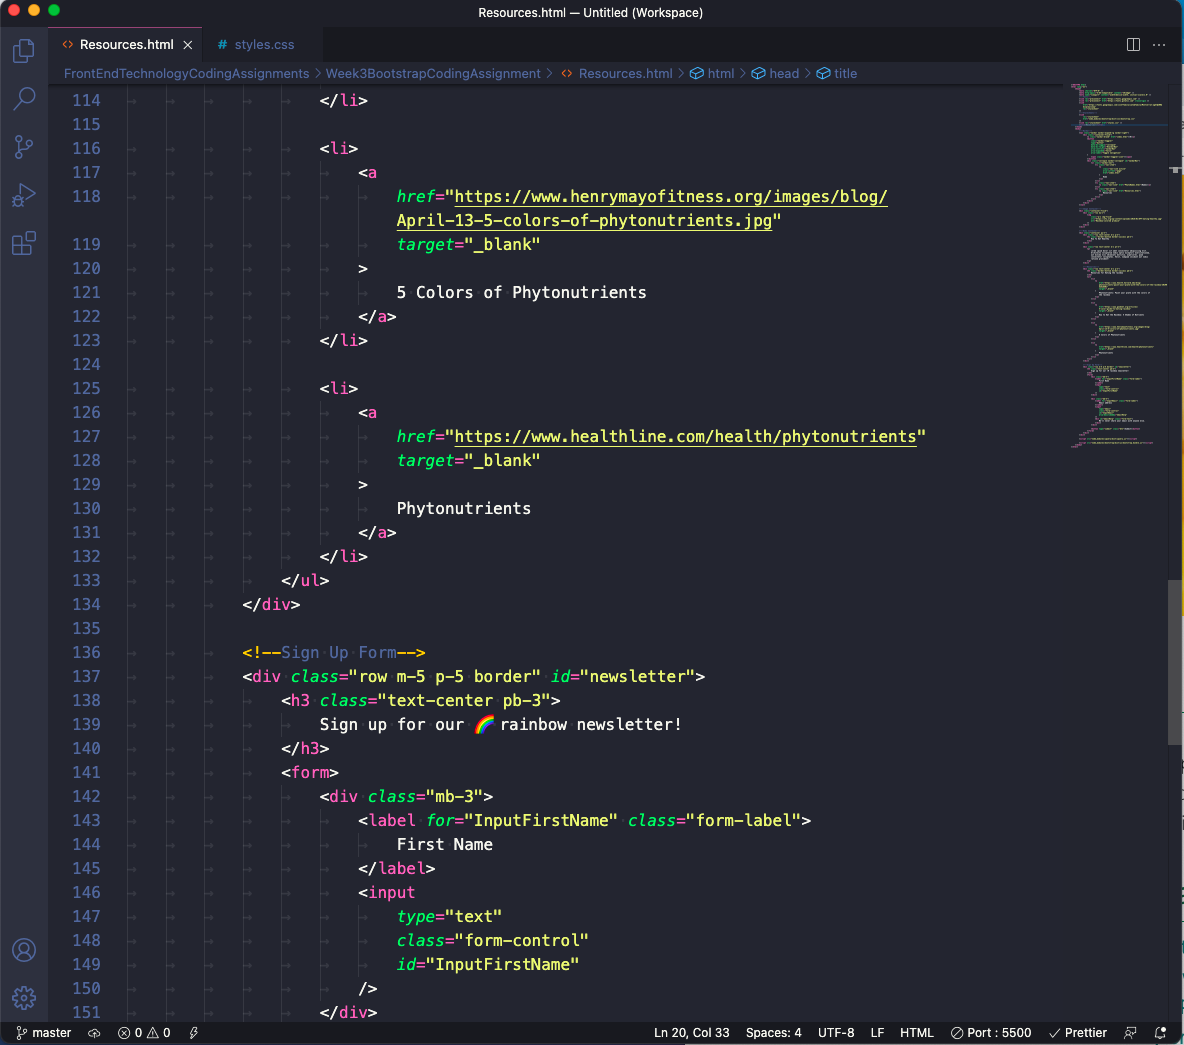 Resources.html — Untitled (Workspace)
Resources.html
# styles.css
FrontEndTechnologyCodingAssignments > Week3BootstrapCodingAssignment > Resources.html > html > head > title
114 </li>
115
116 <li>
117 <a
118 href="https://www.henrymayofitness.org/images/blog/
April-13-5-colors-of-phytonutrients.jpg"
119 target="_blank"
120 >
121 5 Colors of Phytonutrients
122 </a>
123 </li>
124
125 <li>
126 <a
127 href="https://www.healthline.com/health/phytonutrients"
128 target="_blank"
129 >
130 Phytonutrients
131 </a>
132 </li>
133 </ul>
134 </div>
135
136 <!--Sign Up Form-->
137 <div class="row m-5 p-5 border" id="newsletter">
138 <h3 class="text-center pb-3">
139 Sign up for our 🌈 rainbow newsletter!
140 </h3>
141 <form>
142 <div class="mb-3">
143 <label for="InputFirstName" class="form-label">
144 First Name
145 </label>
146 <input
147 type="text"
148 class="form-control"
149 id="InputFirstName"
150 />
151 </div>
master 0 0 Ln 20, Col 33 Spaces: 4 UTF-8 LF HTML Port : 5500 Prettier